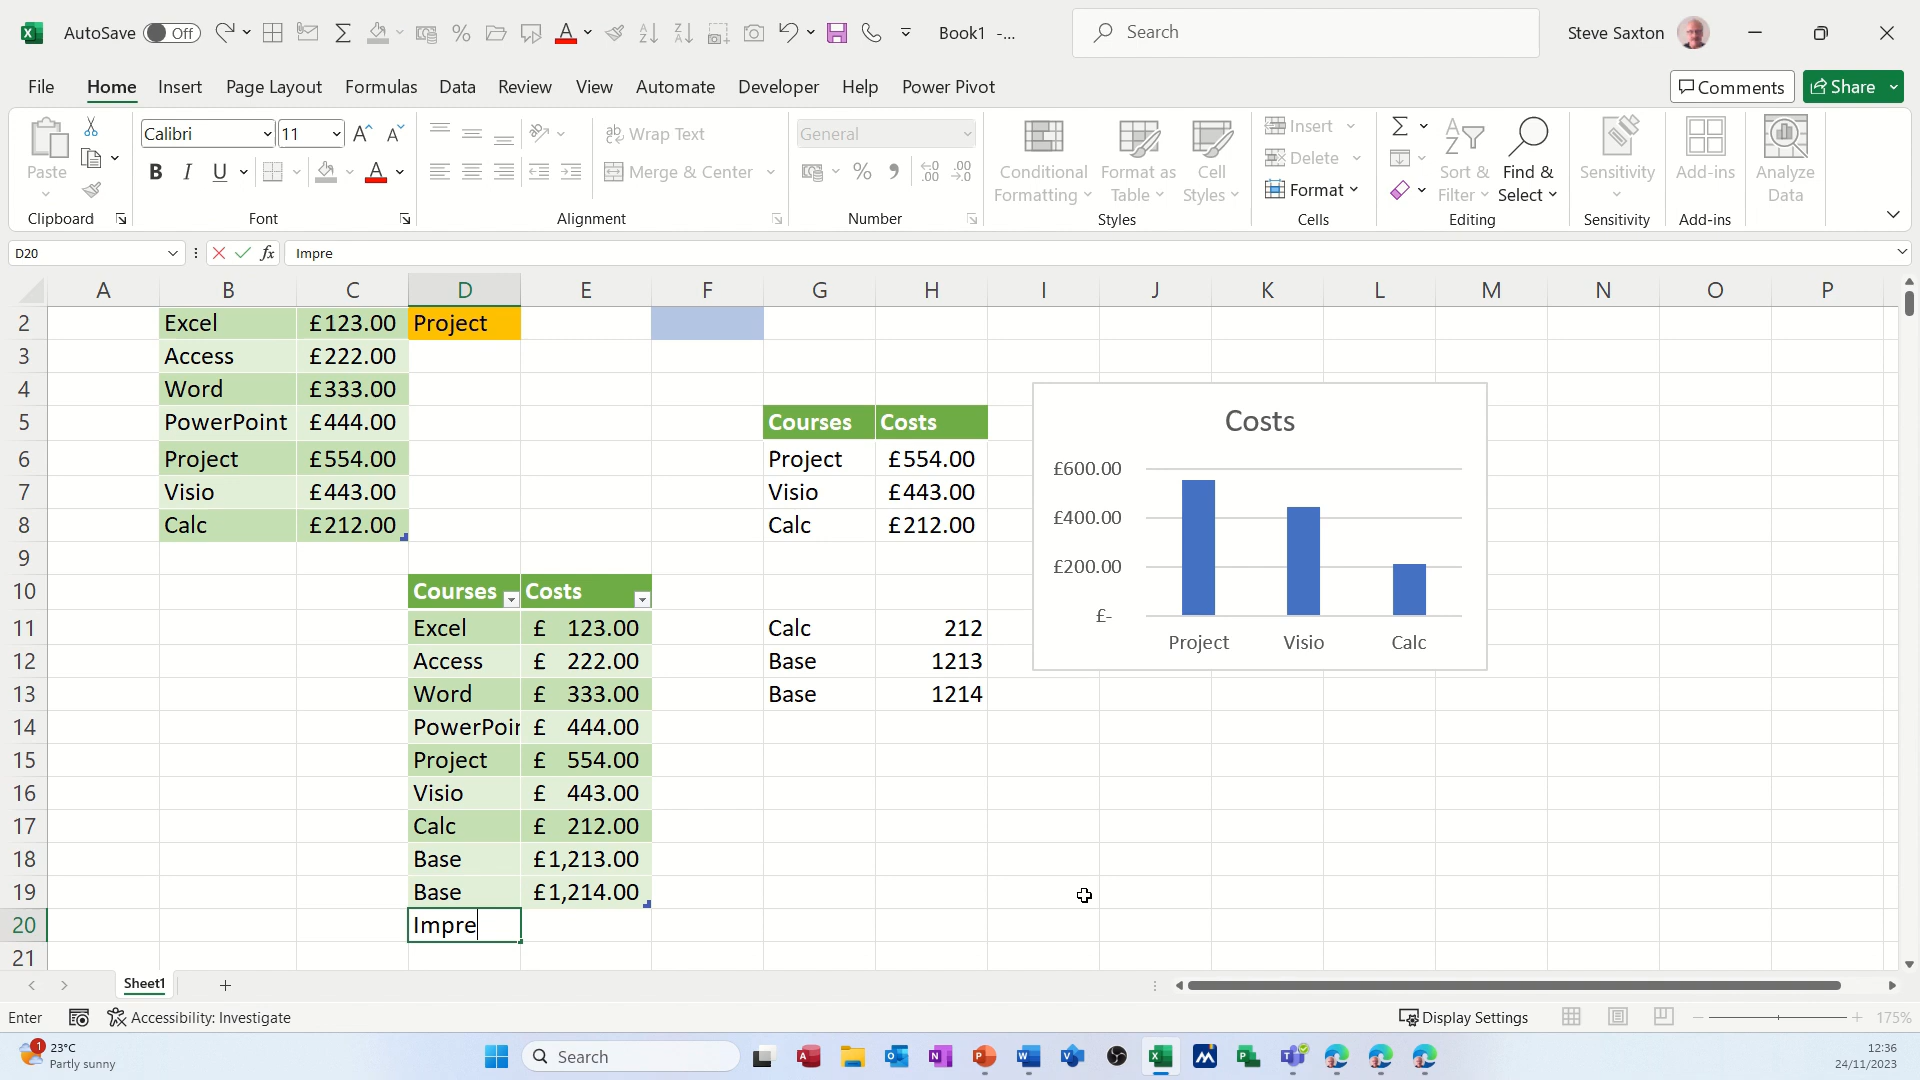 AutoSave Off Book1 -... Search Steve Saxton
File Home Insert Page Layout Formulas Data Review View Automate Developer Help Power Pivot Comments Share
Paste
Clipboard
Calibri 11
B I U
Font
Wrap Text
Merge & Center
Alignment
General
Number
Conditional Formatting
Format as Table
Cell Styles
Styles
Insert
Delete
Format
Cells
Sort & Filter
Find & Select
Editing
Sensitivity
Sensitivity
Add-ins
Add-ins
Analyze Data
D20 fx Impre
A B C D E F G H I J K L M N O P
2 Excel £123.00 Project
3 Access £222.00
4 Word £333.00
5 PowerPoint £444.00 Courses Costs
6 Project £554.00 Project £554.00
7 Visio £443.00 Visio £443.00
8 Calc £212.00 Calc £212.00
9
10 Courses Costs
11 Excel £ 123.00 Calc 212
12 Access £ 222.00 Base 1213
13 Word £ 333.00 Base 1214
14 PowerPoi £ 444.00
15 Project £ 554.00
16 Visio £ 443.00
17 Calc £ 212.00
18 Base £1,213.00
19 Base £1,214.00
20 Impre
21
Costs
£600.00
£400.00
£200.00
£-
Project Visio Calc
Sheet1
Enter Accessibility: Investigate Display Settings 175%
1 23°C
Partly sunny
Search
12:36
24/11/2023